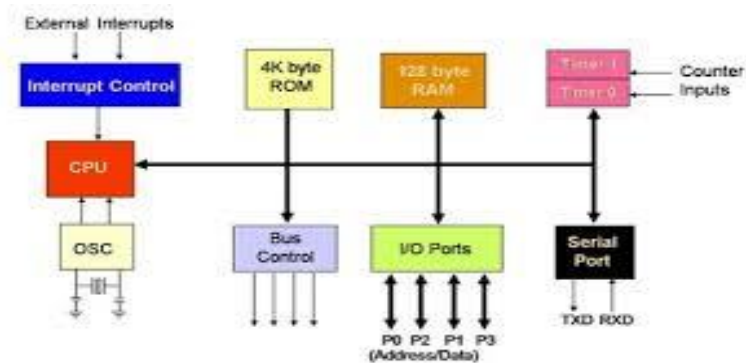 External Interrupts
Interrupt Control
4K byte
ROM
128 byte
RAM
Timer 1
Timer 0
Counter
Inputs
CPU
OSC
Bus
Control
I/O Ports
Serial
Port
P0 P2 P1 P3
(Address/Data)
TXD RXD